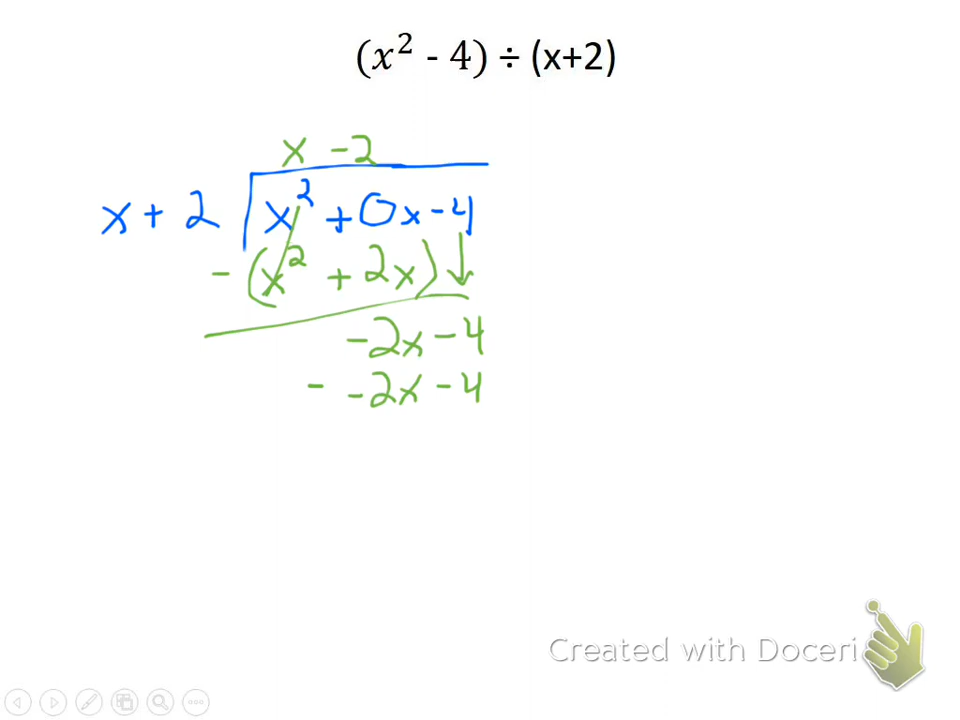 (x² - 4) ÷ (x+2)
x - 2
x + 2 x² + 0x - 4
- (x² + 2x) ↓
-2x - 4
- -2x - 4
Created with Doceri